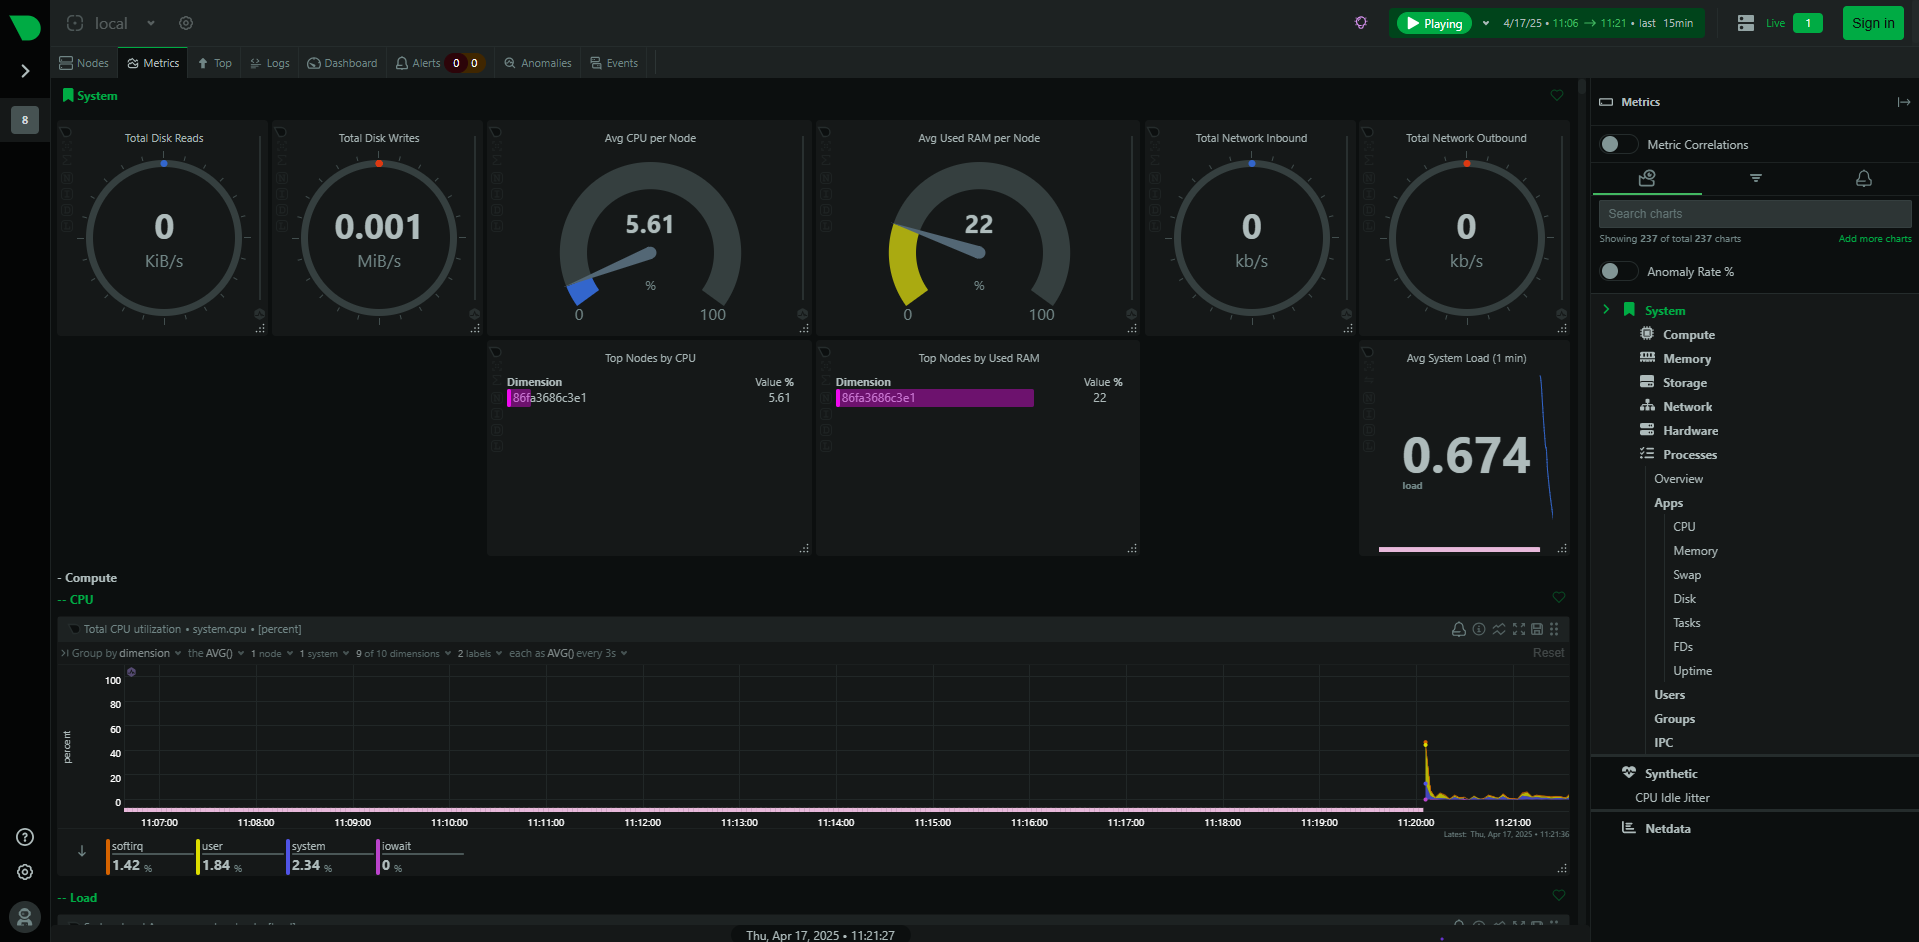 local
Playing
4/17/25 • 11:06 → 11:21 • last 15min
Live
1
Sign in
Nodes
Metrics
Top
Logs
Dashboard
Alerts
0
0
Anomalies
Events
8
System
Total Disk Reads
0
KiB/s
Total Disk Writes
0.001
MiB/s
Avg CPU per Node
5.61
%
0
100
Avg Used RAM per Node
22
%
0
100
Total Network Inbound
0
kb/s
Total Network Outbound
0
kb/s
Top Nodes by CPU
Dimension Value %
86fa3686c3e1 5.61
Top Nodes by Used RAM
Dimension Value %
86fa3686c3e1 22
Avg System Load (1 min)
0.674
load
- Compute
-- CPU
Total CPU utilization • system.cpu • [percent]
Group by dimension the AVG() 1 node 1 system 9 of 10 dimensions 2 labels each as AVG() every 3s
Reset
percent
100
80
60
40
20
0
11:07:00 11:08:00 11:09:00 11:10:00 11:11:00 11:12:00 11:13:00 11:14:00 11:15:00 11:16:00 11:17:00 11:18:00 11:19:00 11:20:00 11:21:00
Latest: Thu, Apr 17, 2025 • 11:21:36
softirq
1.42 %
user
1.84 %
system
2.34 %
iowait
0 %
-- Load
Thu, Apr 17, 2025 • 11:21:27
Metrics
Metric Correlations
Search charts
Showing 237 of total 237 charts
Add more charts
Anomaly Rate %
System
Compute
Memory
Storage
Network
Hardware
Processes
Overview
Apps
CPU
Memory
Swap
Disk
Tasks
FDs
Uptime
Users
Groups
IPC
Synthetic
CPU Idle Jitter
Netdata